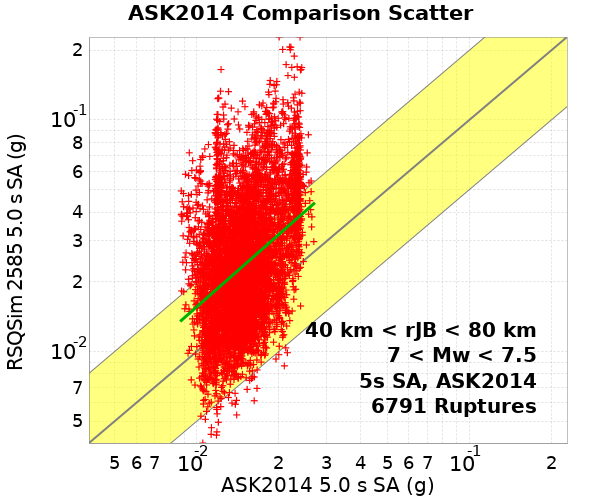 ASK2014 Comparison Scatter
RSQSim 2585 5.0 s SA (g)
2
10-1
8
6
4
3
2
10-2
7
5
40 km < rJB < 80 km
7 < Mw < 7.5
5s SA, ASK2014
6791 Ruptures
5 6 7 10-2 2 3 4 5 6 7 10-1 2
ASK2014 5.0 s SA (g)